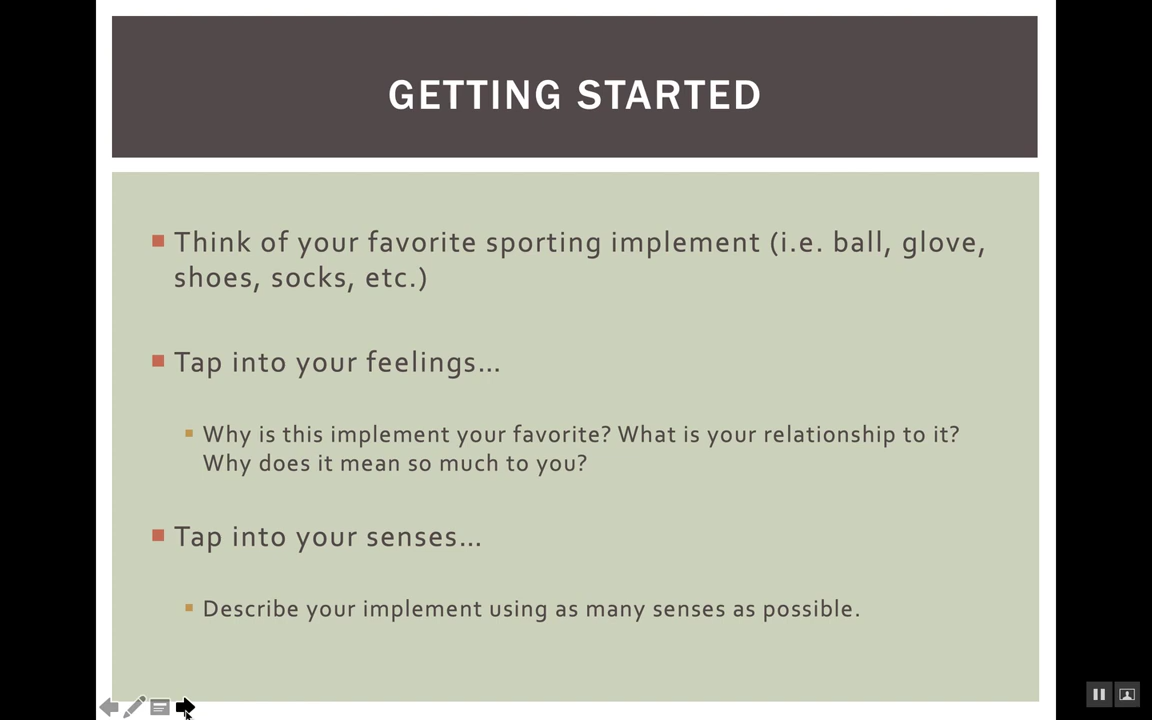 GETTING STARTED
Think of your favorite sporting implement (i.e. ball, glove,
shoes, socks, etc.)
Tap into your feelings…
Why is this implement your favorite? What is your relationship to it?
Why does it mean so much to you?
Tap into your senses…
Describe your implement using as many senses as possible.